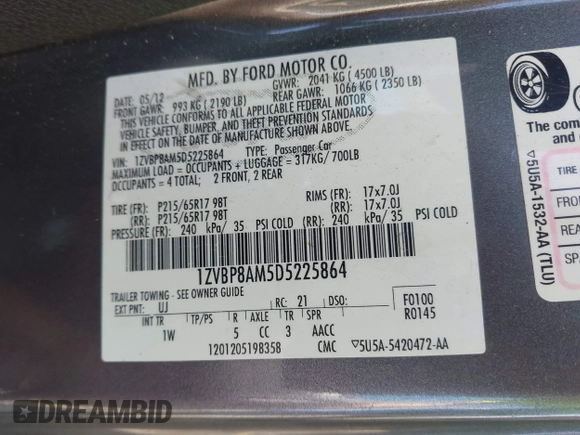 MFD. BY FORD MOTOR CO.
DATE: 05/12 GVWR: 2041 KG ( 4500 LB)
FRONT GAWR: 993 KG ( 2190 LB) REAR GAWR: 1066 KG ( 2350 LB)
THIS VEHICLE CONFORMS TO ALL APPLICABLE FEDERAL MOTOR
VEHICLE SAFETY, BUMPER, AND THEFT PREVENTION STANDARDS
IN EFFECT ON THE DATE OF MANUFACTURE SHOWN ABOVE.
VIN: 1ZVBP8AM5D5225864 TYPE: Passenger Car
MAXIMUM LOAD = OCCUPANTS + LUGGAGE = 317KG/ 700LB
OCCUPANTS = 4 TOTAL; 2 FRONT, 2 REAR
TIRE (FR) P215/65R17 98T RIMS (FR) 17x7.0J
(RR) P215/65R17 98T (RR) 17x7.0J
PRESSURE (FR) 240 kPa/ 35 PSI COLD (RR) 240 kPa/ 35 PSI COLD
1ZVBP8AM5D5225864
TRAILER TOWING - SEE OWNER GUIDE
EXT PNT: UJ RC: 21 DSO: F0100
INT TR TP/PS R AXLE TR SPR R0145
1W 5 CC 3 AACC
1201205198358 CMC ▽5U5A-5420472-AA
▽5U5A-1532-AA (TLU)
The com
and
TIRE
FRO
REA
SPA
DREAMBID